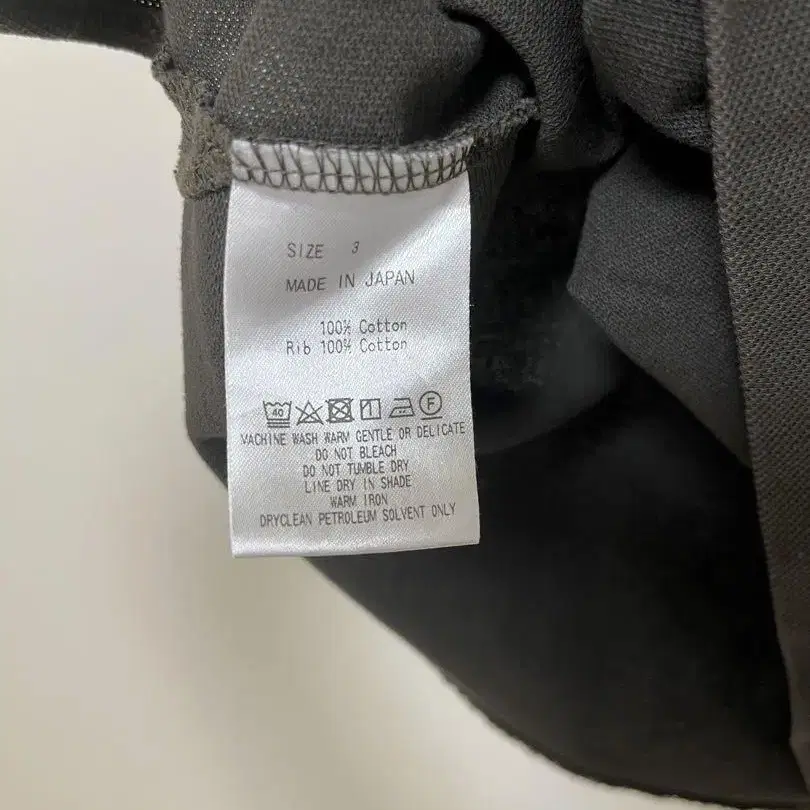 SIZE 3
MADE IN JAPAN
100% Cotton
Rib 100% Cotton
40 F
MACHINE WASH WARM GENTLE OR DELICATE
DO NOT BLEACH
DO NOT TUMBLE DRY
LINE DRY IN SHADE
WARM IRON
DRYCLEAN PETROLEUM SOLVENT ONLY